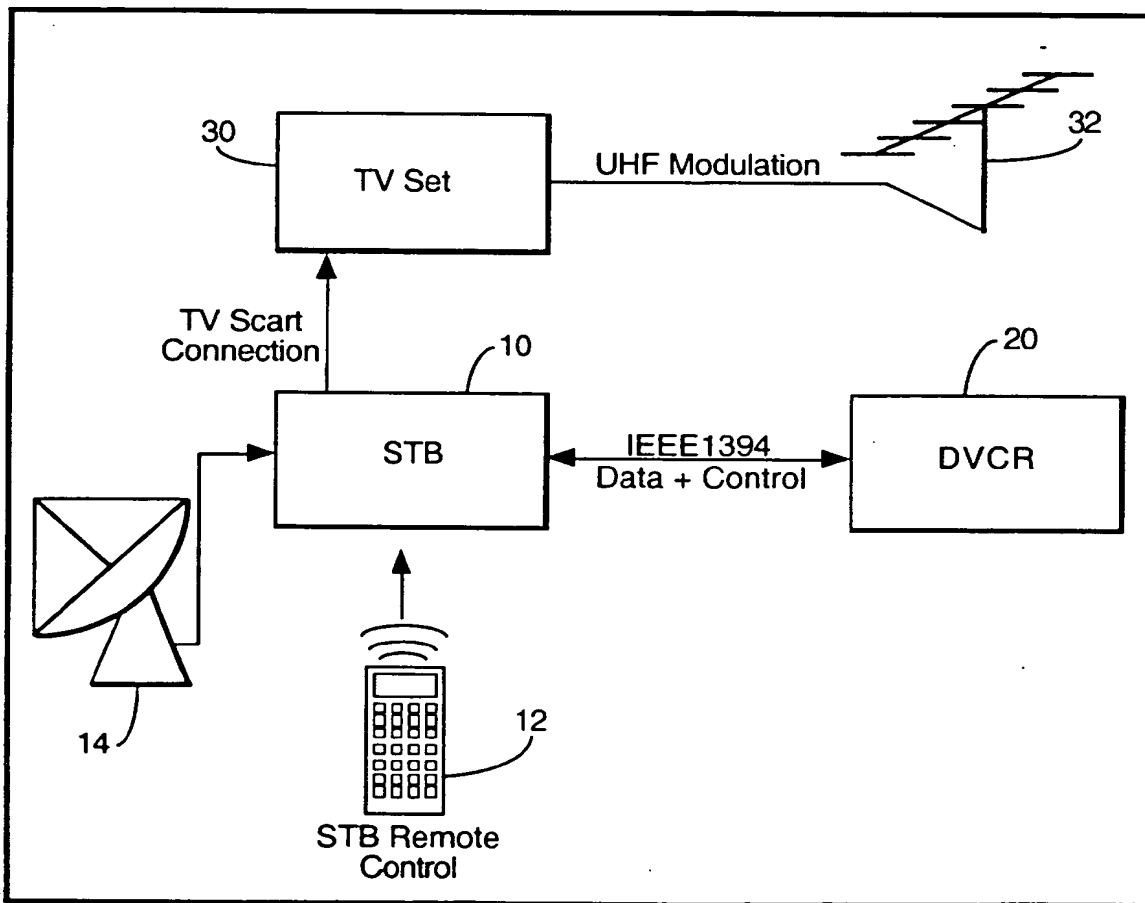 30
TV Set
UHF Modulation
32
TV Scart
Connection
10
20
STB
IEEE1394
Data + Control
DVCR
14
12
STB Remote
Control